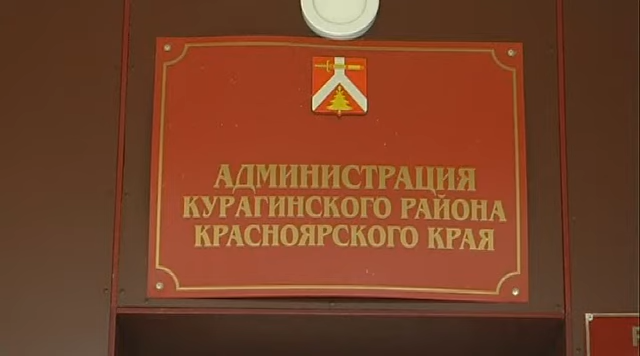 АДМИНИСТРАЦИЯ
КУРАГИНСКОГО РАЙОНА
КРАСНОЯРСКОГО КРАЯ